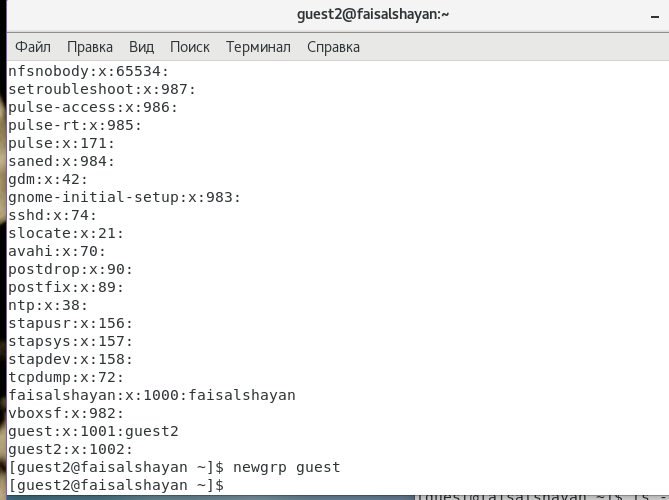 guest2@faisalshayan:~
Файл Правка Вид Поиск Терминал Справка
nfsnobody:x:65534:
setroubleshoot:x:987:
pulse-access:x:986:
pulse-rt:x:985:
pulse:x:171:
saned:x:984:
gdm:x:42:
gnome-initial-setup:x:983:
sshd:x:74:
slocate:x:21:
avahi:x:70:
postdrop:x:90:
postfix:x:89:
ntp:x:38:
stapusr:x:156:
stapsys:x:157:
stapdev:x:158:
tcpdump:x:72:
faisalshayan:x:1000:faisalshayan
vboxsf:x:982:
guest:x:1001:guest2
guest2:x:1002:
[guest2@faisalshayan ~]$ newgrp guest
[guest2@faisalshayan ~]$